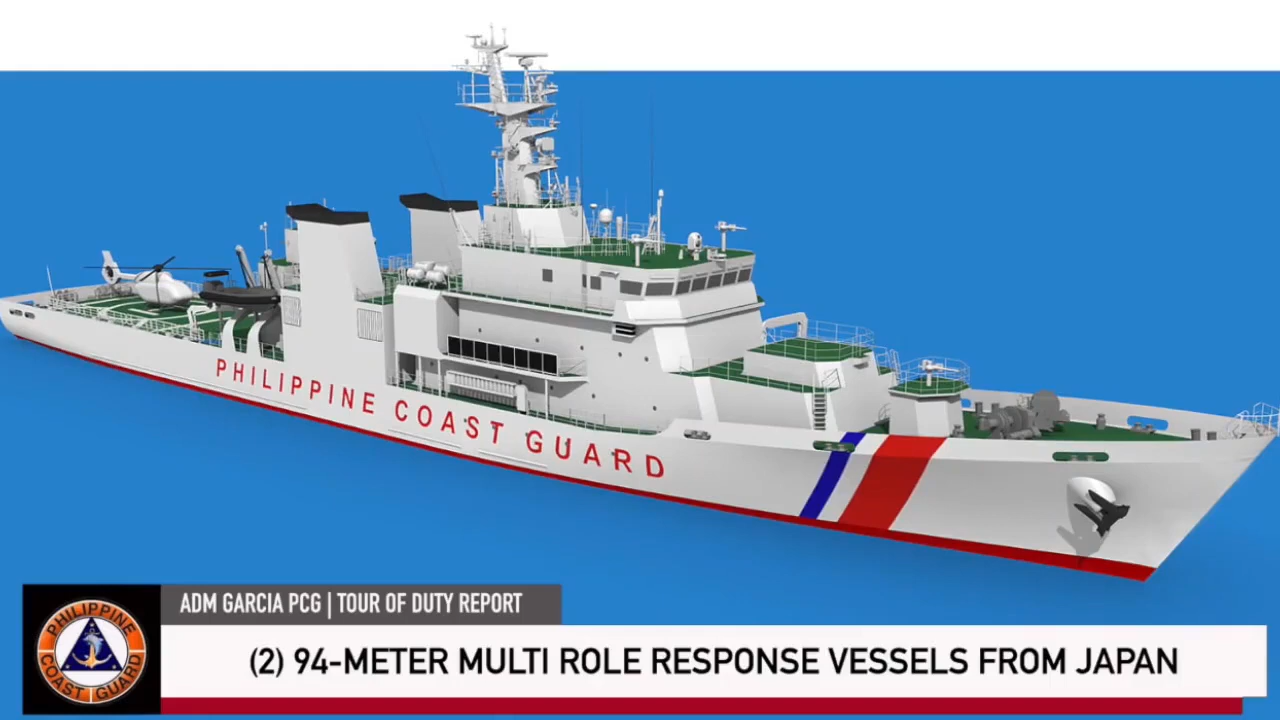 PHILIPPINE COAST GUARD
ADM GARCIA PCG | TOUR OF DUTY REPORT
PHILIPPINE
COAST GUARD
(2) 94-METER MULTI ROLE RESPONSE VESSELS FROM JAPAN